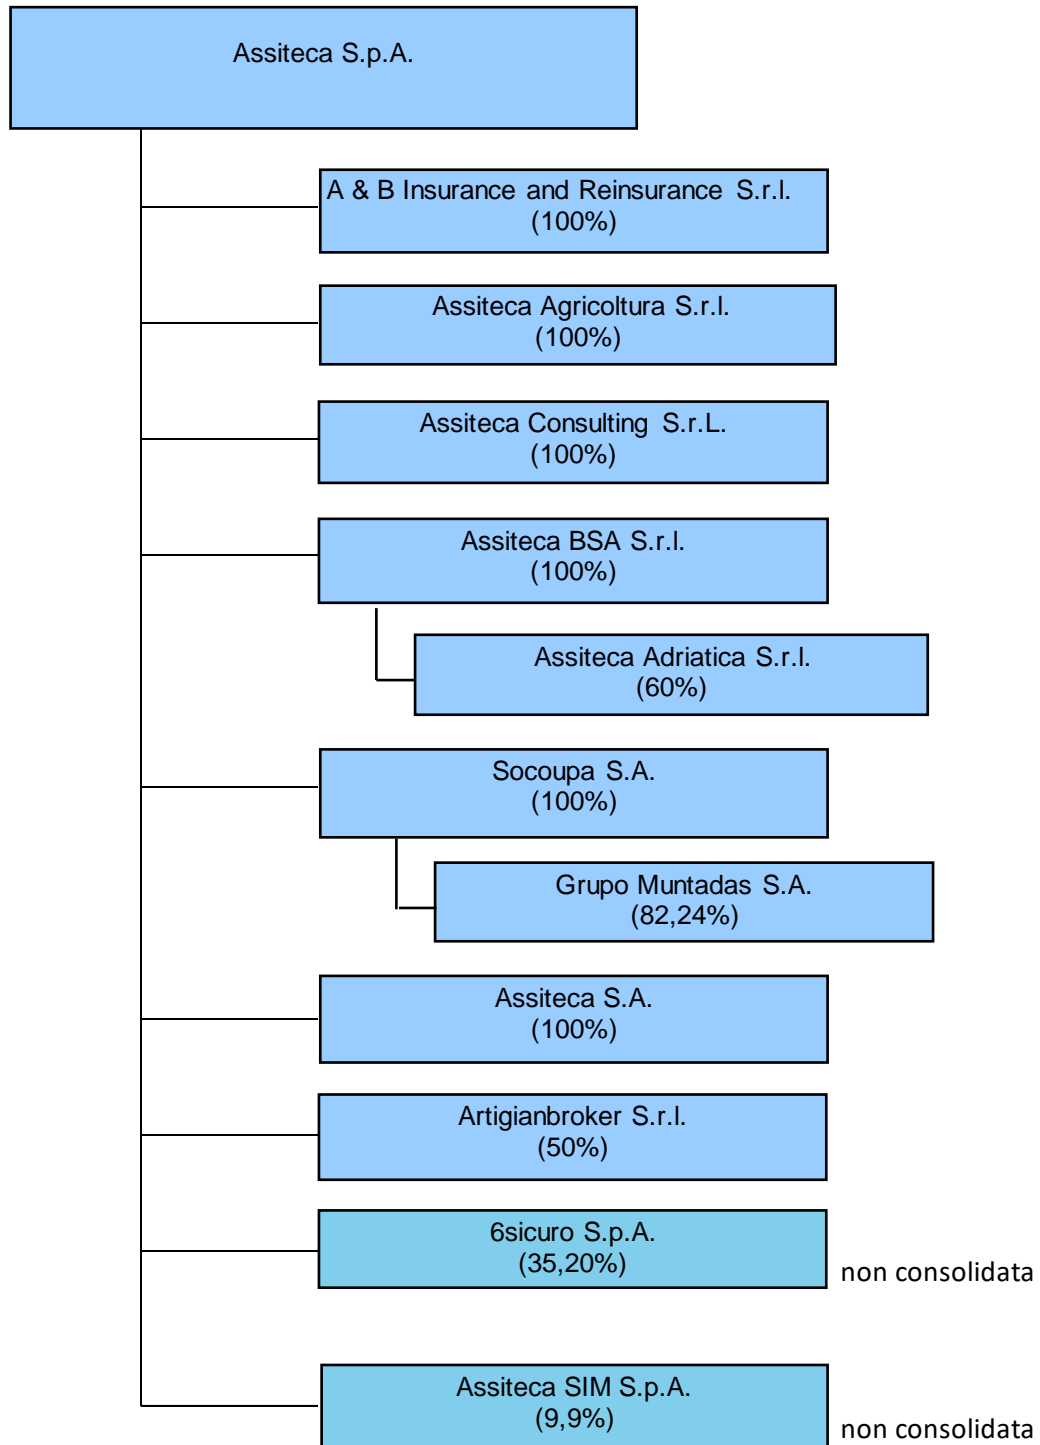 Assiteca S.p.A.
A & B Insurance and Reinsurance S.r.l.
(100%)
Assiteca Agricoltura S.r.l.
(100%)
Assiteca Consulting S.r.L.
(100%)
Assiteca BSA S.r.l.
(100%)
Assiteca Adriatica S.r.l.
(60%)
Socoupa S.A.
(100%)
Grupo Muntadas S.A.
(82,24%)
Assiteca S.A.
(100%)
Artigianbroker S.r.l.
(50%)
6sicuro S.p.A.
(35,20%)
non consolidata
Assiteca SIM S.p.A.
(9,9%)
non consolidata